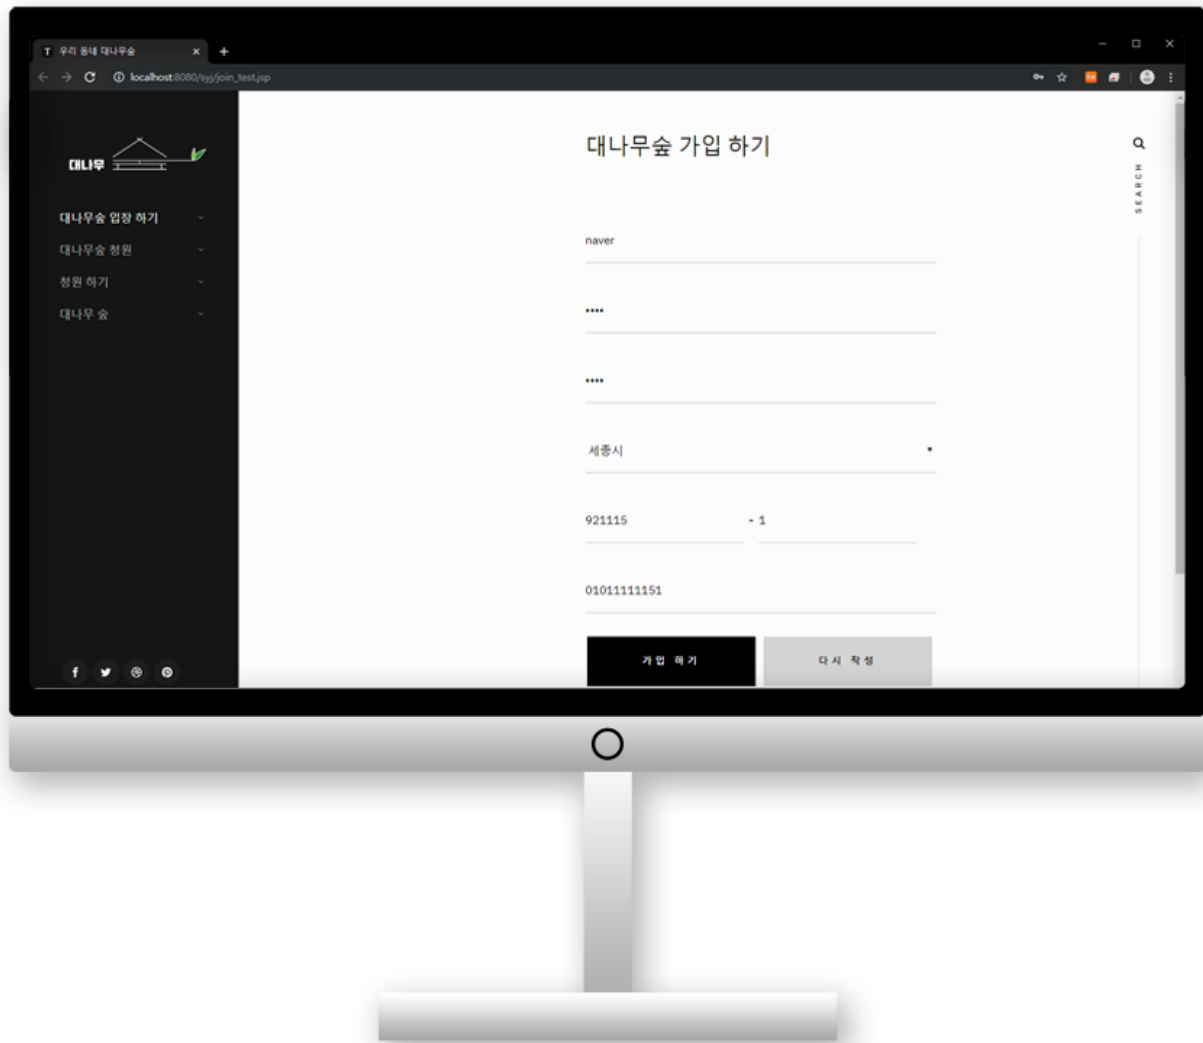 T 우리 동네 대나무숲
localhost:8080/syj/join_test.jsp
대나무
대나무숲 입장 하기
대나무숲 청원
청원 하기
대나무 숲
대나무숲 가입 하기
SEARCH
naver
••••
••••
세종시
921115 - 1
01011111151
가입 하기
다시 작성